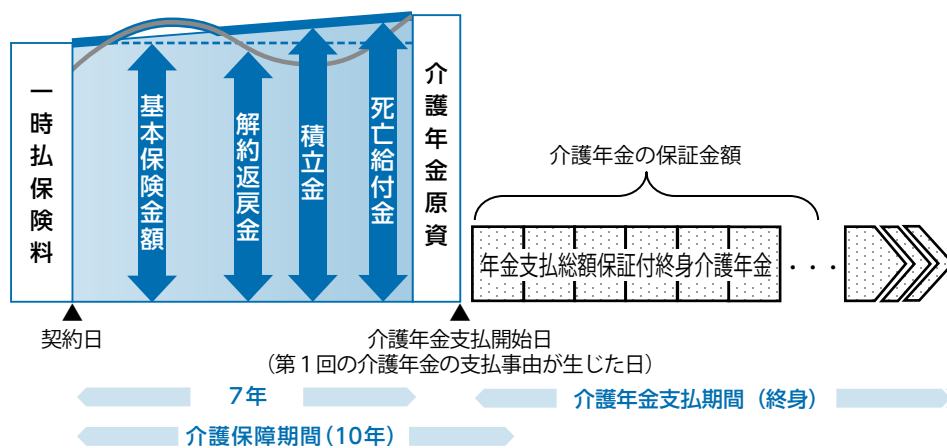 一時払保険料
基本保険金額
解約返戻金
積立金
死亡給付金
介護年金原資
介護年金の保証金額
年金支払総額保証付終身介護年金
・・・
契約日
介護年金支払開始日
（第１回の介護年金の支払事由が生じた日）
7年
介護年金支払期間（終身）
介護保障期間（10年）